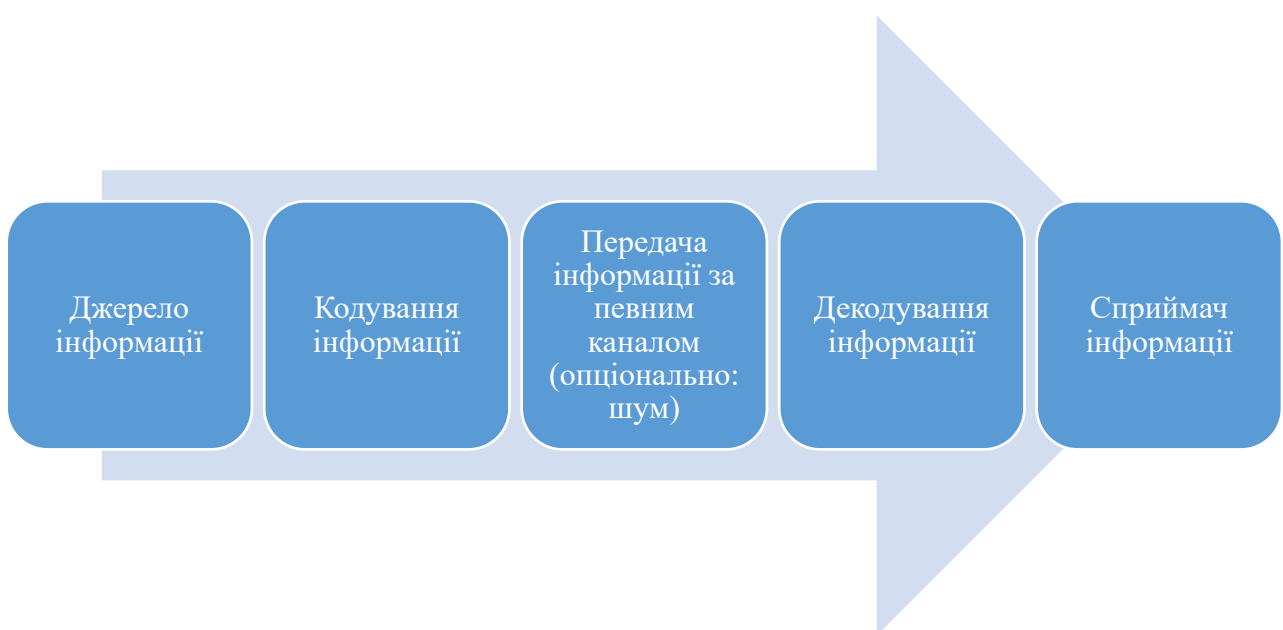 Джерело
інформації
Кодування
інформації
Передача
інформації за
певним
каналом
(опціонально:
шум)
Декодування
інформації
Сприймач
інформації